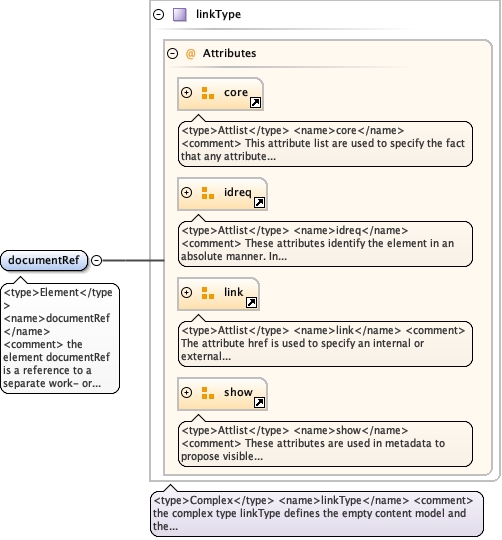 linkType
@ Attributes
core
<type>Attlist</type> <name>core</name>
<comment> This attribute list are used to specify the fact
that any attribute...
idreq
<type>Attlist</type> <name>idreq</name>
<comment> These attributes identify the element in an
absolute manner. In...
documentRef
<type>Element</type
>
<name>documentRef
</name>
<comment> the
element documentRef
is a reference to a
separate work- or...
link
<type>Attlist</type> <name>link</name> <comment>
The attribute href is used to specify an internal or
external...
show
<type>Attlist</type> <name>show</name>
<comment> These attributes are used in metadata to
propose visible...
<type>Complex</type> <name>linkType</name> <comment>
the complex type linkType defines the empty content model and
the...